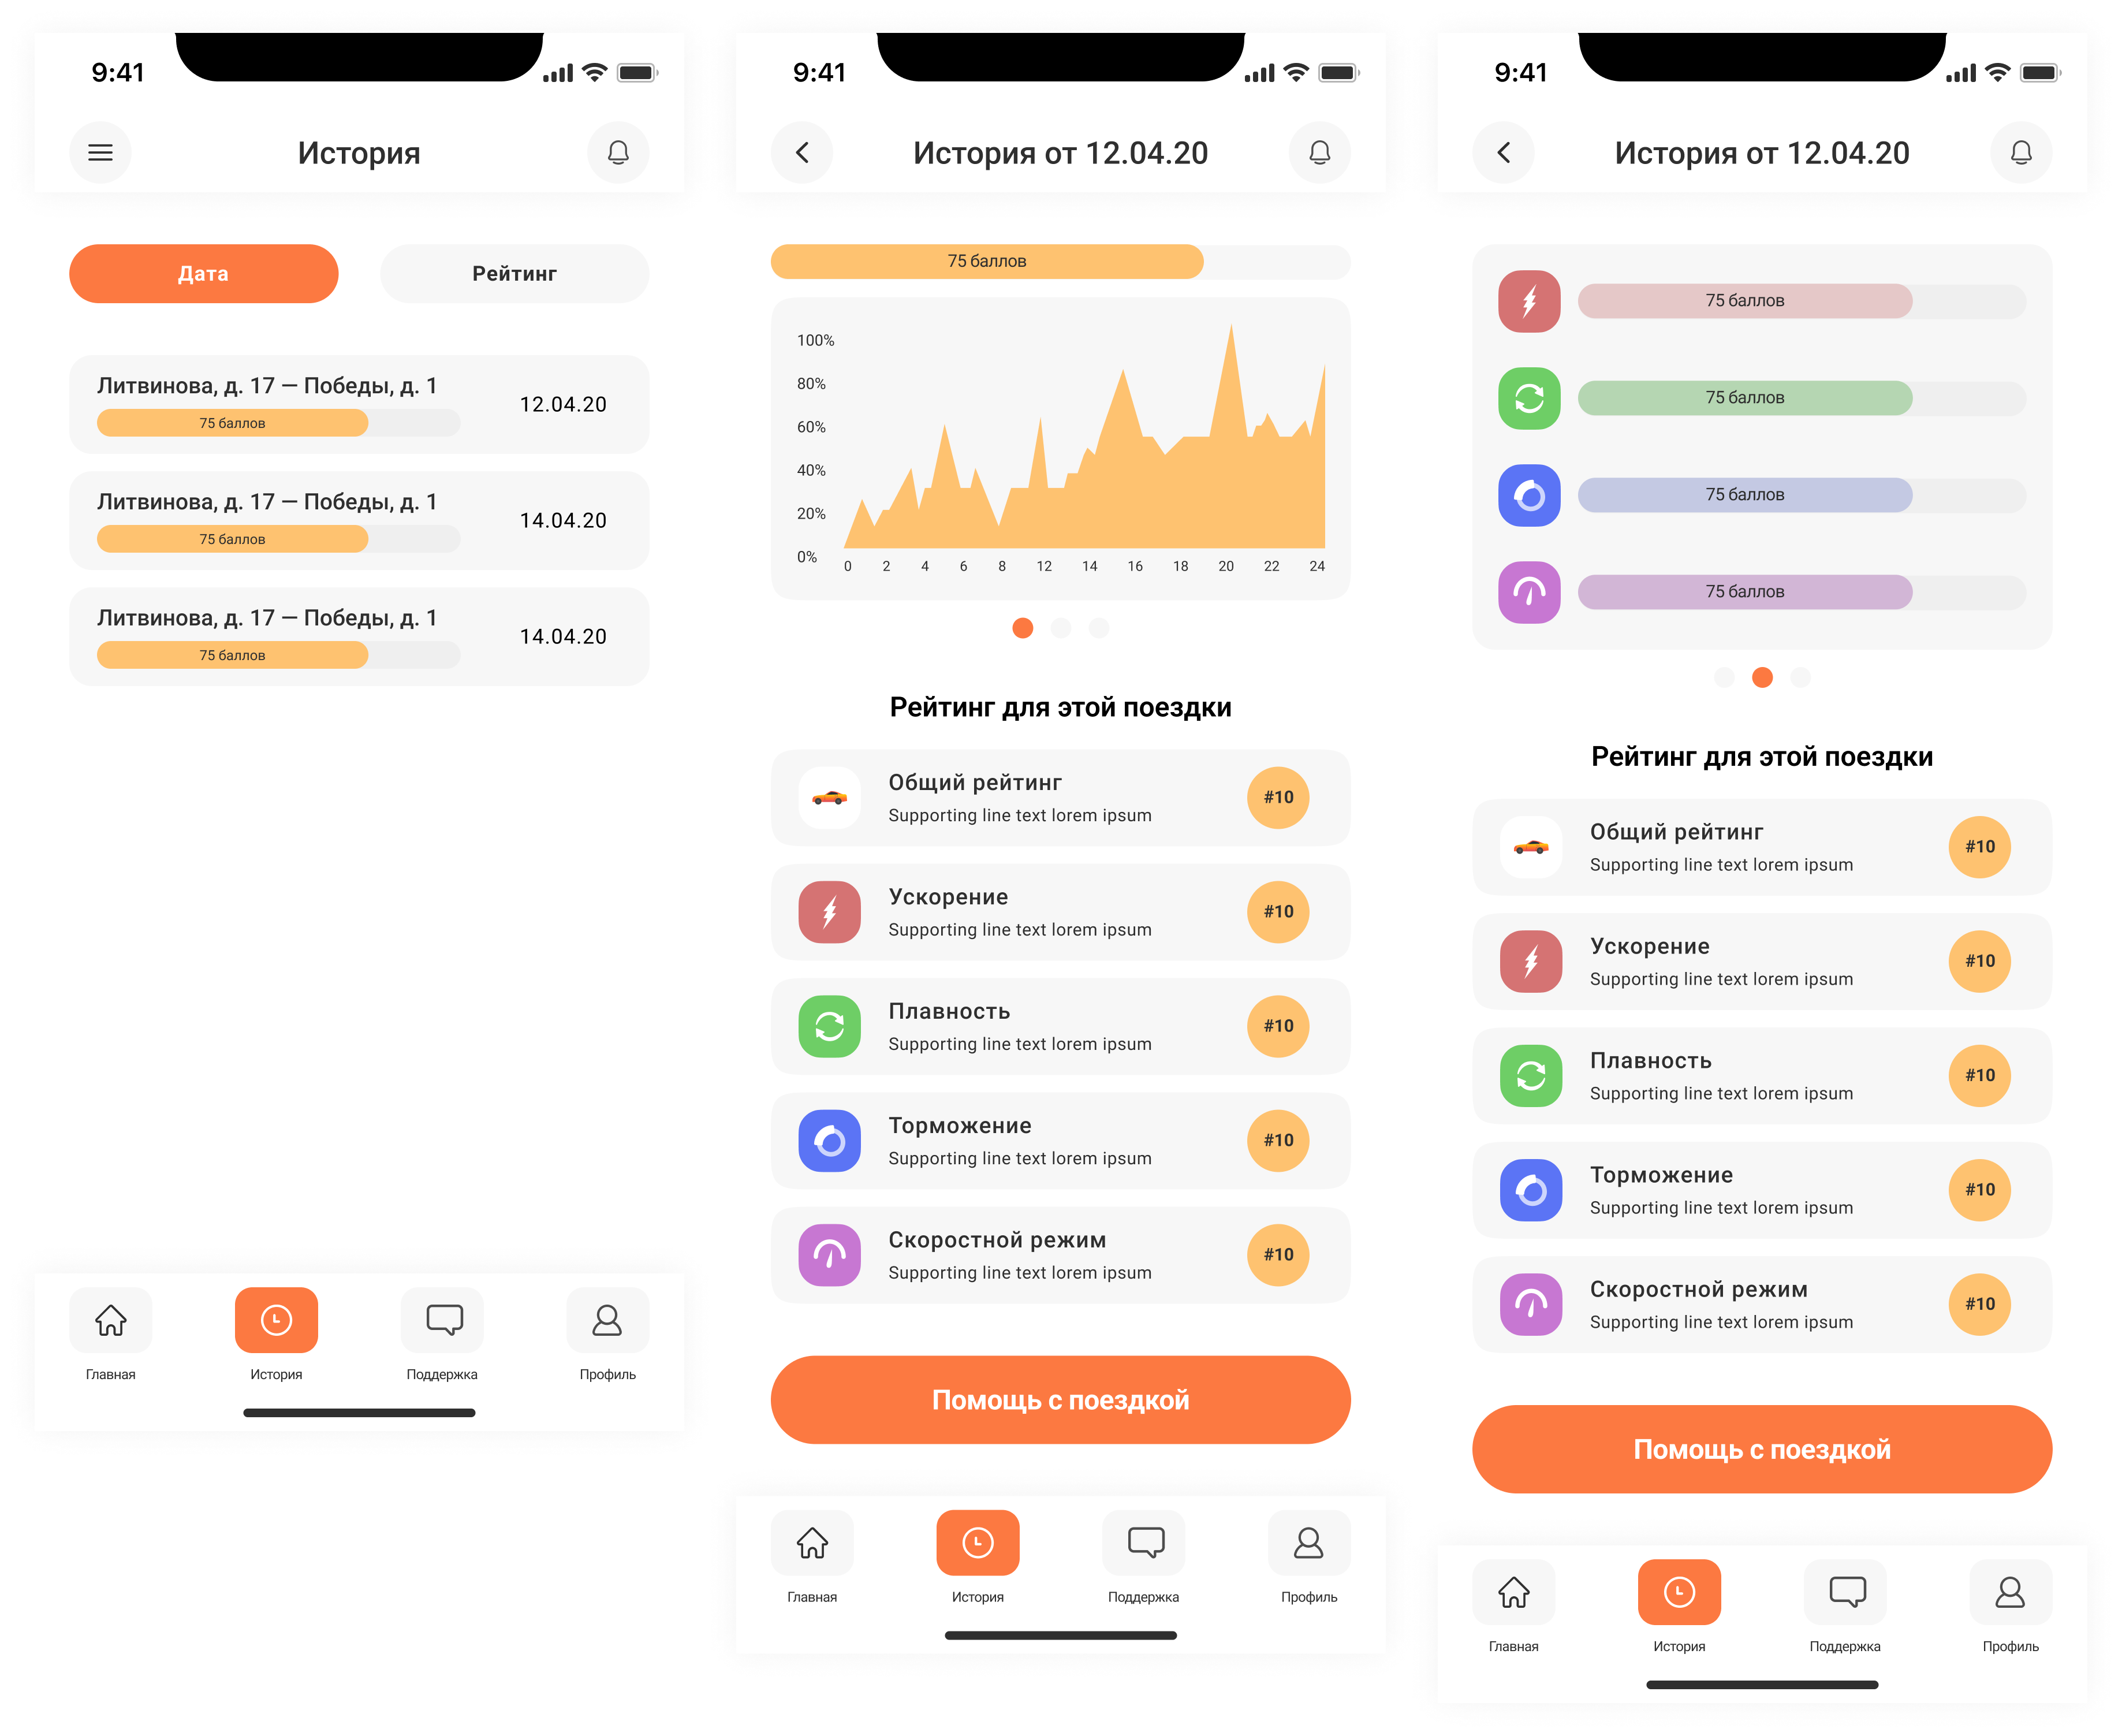 9:41
История
Дата
Рейтинг
Литвинова, д. 17 — Победы, д. 1
75 баллов
12.04.20
Литвинова, д. 17 — Победы, д. 1
75 баллов
14.04.20
Литвинова, д. 17 — Победы, д. 1
75 баллов
14.04.20
Главная
История
Поддержка
Профиль
9:41
История от 12.04.20
75 баллов
100%
80%
60%
40%
20%
0%
0 2 4 6 8 12 14 16 18 20 22 24
Рейтинг для этой поездки
Общий рейтинг
Supporting line text lorem ipsum
#10
Ускорение
Supporting line text lorem ipsum
#10
Плавность
Supporting line text lorem ipsum
#10
Торможение
Supporting line text lorem ipsum
#10
Скоростной режим
Supporting line text lorem ipsum
#10
Помощь с поездкой
Главная
История
Поддержка
Профиль
9:41
История от 12.04.20
75 баллов
75 баллов
75 баллов
75 баллов
Рейтинг для этой поездки
Общий рейтинг
Supporting line text lorem ipsum
#10
Ускорение
Supporting line text lorem ipsum
#10
Плавность
Supporting line text lorem ipsum
#10
Торможение
Supporting line text lorem ipsum
#10
Скоростной режим
Supporting line text lorem ipsum
#10
Помощь с поездкой
Главная
История
Поддержка
Профиль